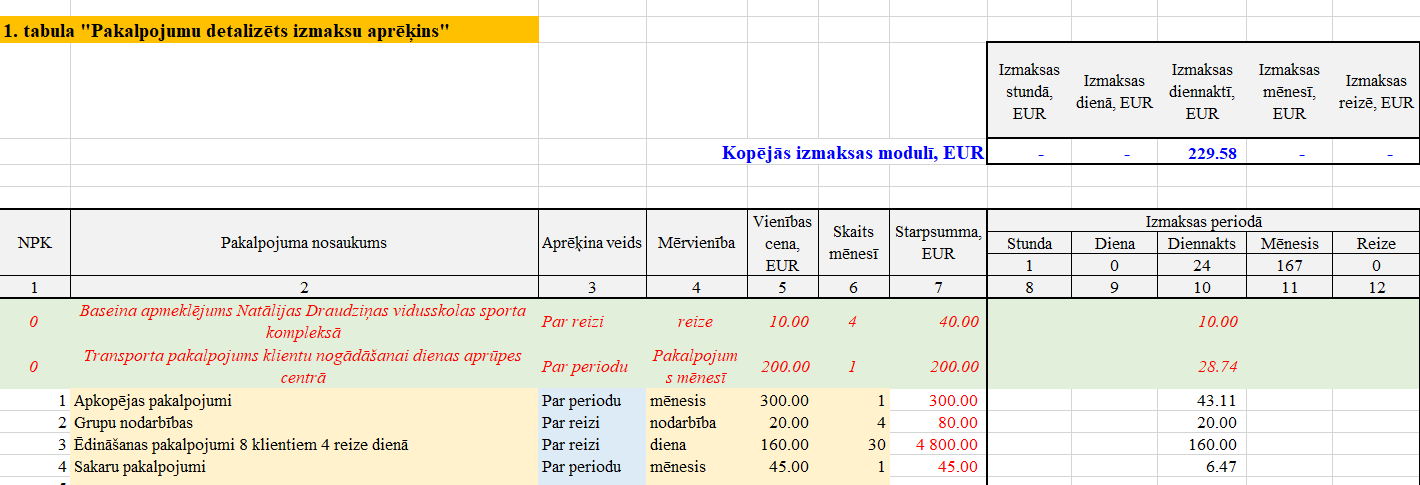 1. tabula "Pakalpojumu detalizēts izmaksu aprēķins"
Izmaksas stundā, EUR Izmaksas dienā, EUR Izmaksas diennaktī, EUR Izmaksas mēnesī, EUR Izmaksas reizē, EUR
Kopējās izmaksas modulī, EUR - - 229.58 - -
NPK Pakalpojuma nosaukums Aprēķina veids Mērvienība Vienības cena, EUR Skaits mēnesī Starpsumma, EUR Izmaksas periodā
Stunda Diena Diennakts Mēnesis Reize
1 0 24 167 0
1 2 3 4 5 6 7 8 9 10 11 12
0 Baseina apmeklējums Natālijas Draudziņas vidusskolas sporta kompleksā Par reizi reize 10.00 4 40.00 10.00
0 Transporta pakalpojums klientu nogādāšanai dienas aprūpes centrā Par periodu Pakalpojum s mēnesī 200.00 1 200.00 28.74
1 Apkopējas pakalpojumi Par periodu mēnesis 300.00 1 300.00 43.11
2 Grupu nodarbības Par reizi nodarbība 20.00 4 80.00 20.00
3 Ēdināšanas pakalpojumi 8 klientiem 4 reize dienā Par reizi diena 160.00 30 4 800.00 160.00
4 Sakaru pakalpojumi Par periodu mēnesis 45.00 1 45.00 6.47